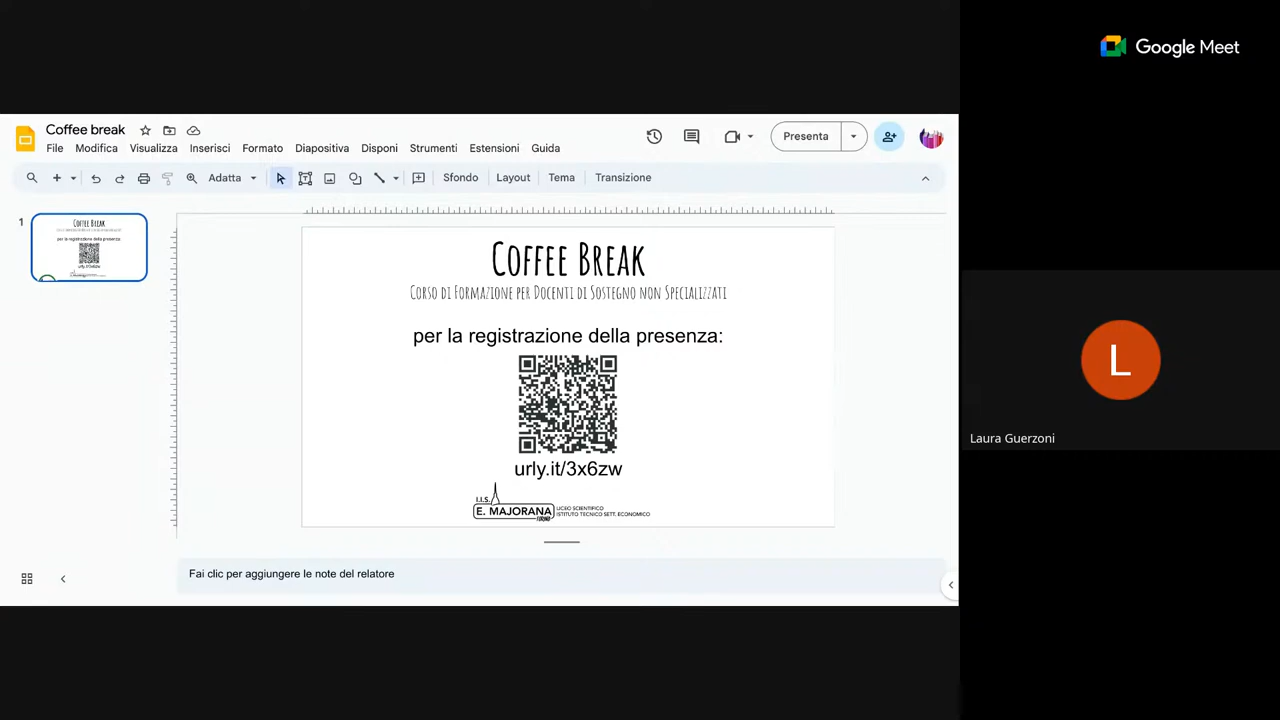 Google Meet
Coffee break
File Modifica Visualizza Inserisci Formato Diapositiva Disponi Strumenti Estensioni Guida
Presenta
Adatta Sfondo Layout Tema Transizione
1
COFFEE BREAK
CORSO DI FORMAZIONE PER DOCENTI DI SOSTEGNO NON SPECIALIZZATI
per la registrazione della presenza:
urly.it/3x6zw
I.I.S.
E. MAJORANA
TORINO
LICEO SCIENTIFICO
ISTITUTO TECNICO SETT. ECONOMICO
Fai clic per aggiungere le note del relatore
L
Laura Guerzoni